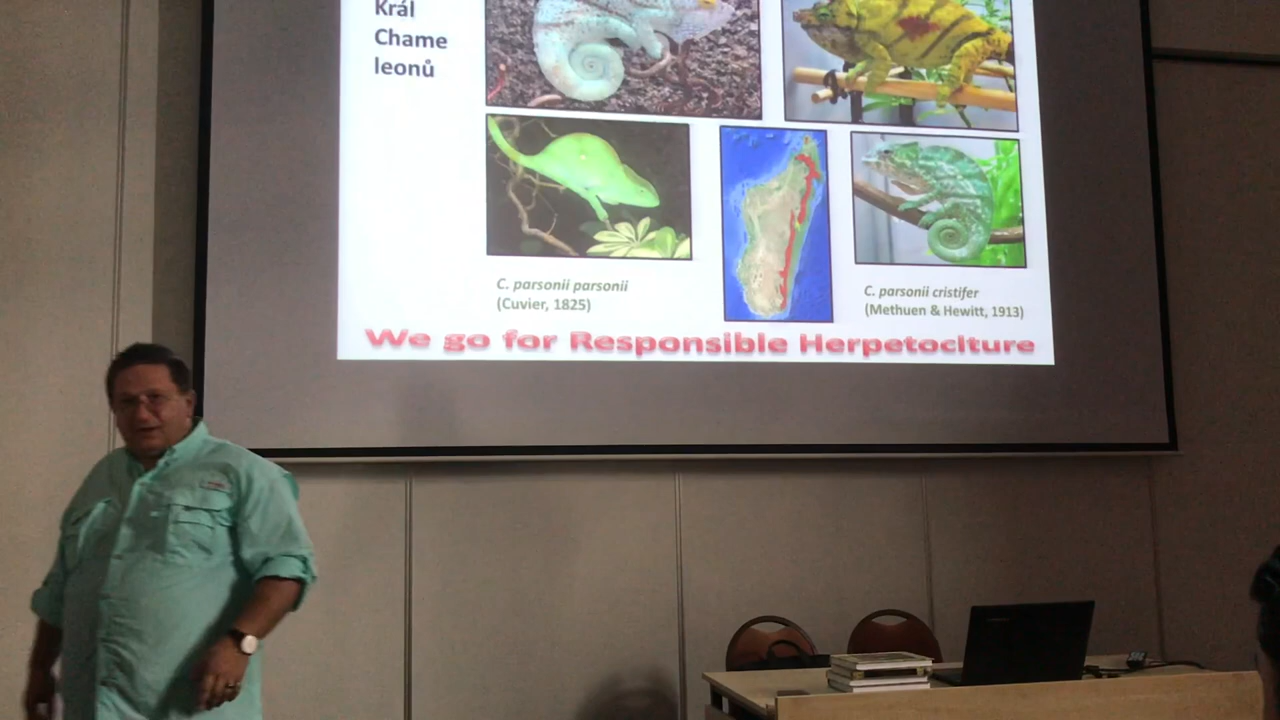 Král
Chame
leonů
C. parsonii parsonii
(Cuvier, 1825)
C. parsonii cristifer
(Methuen & Hewitt, 1913)
We go for Responsible Herpetoclture